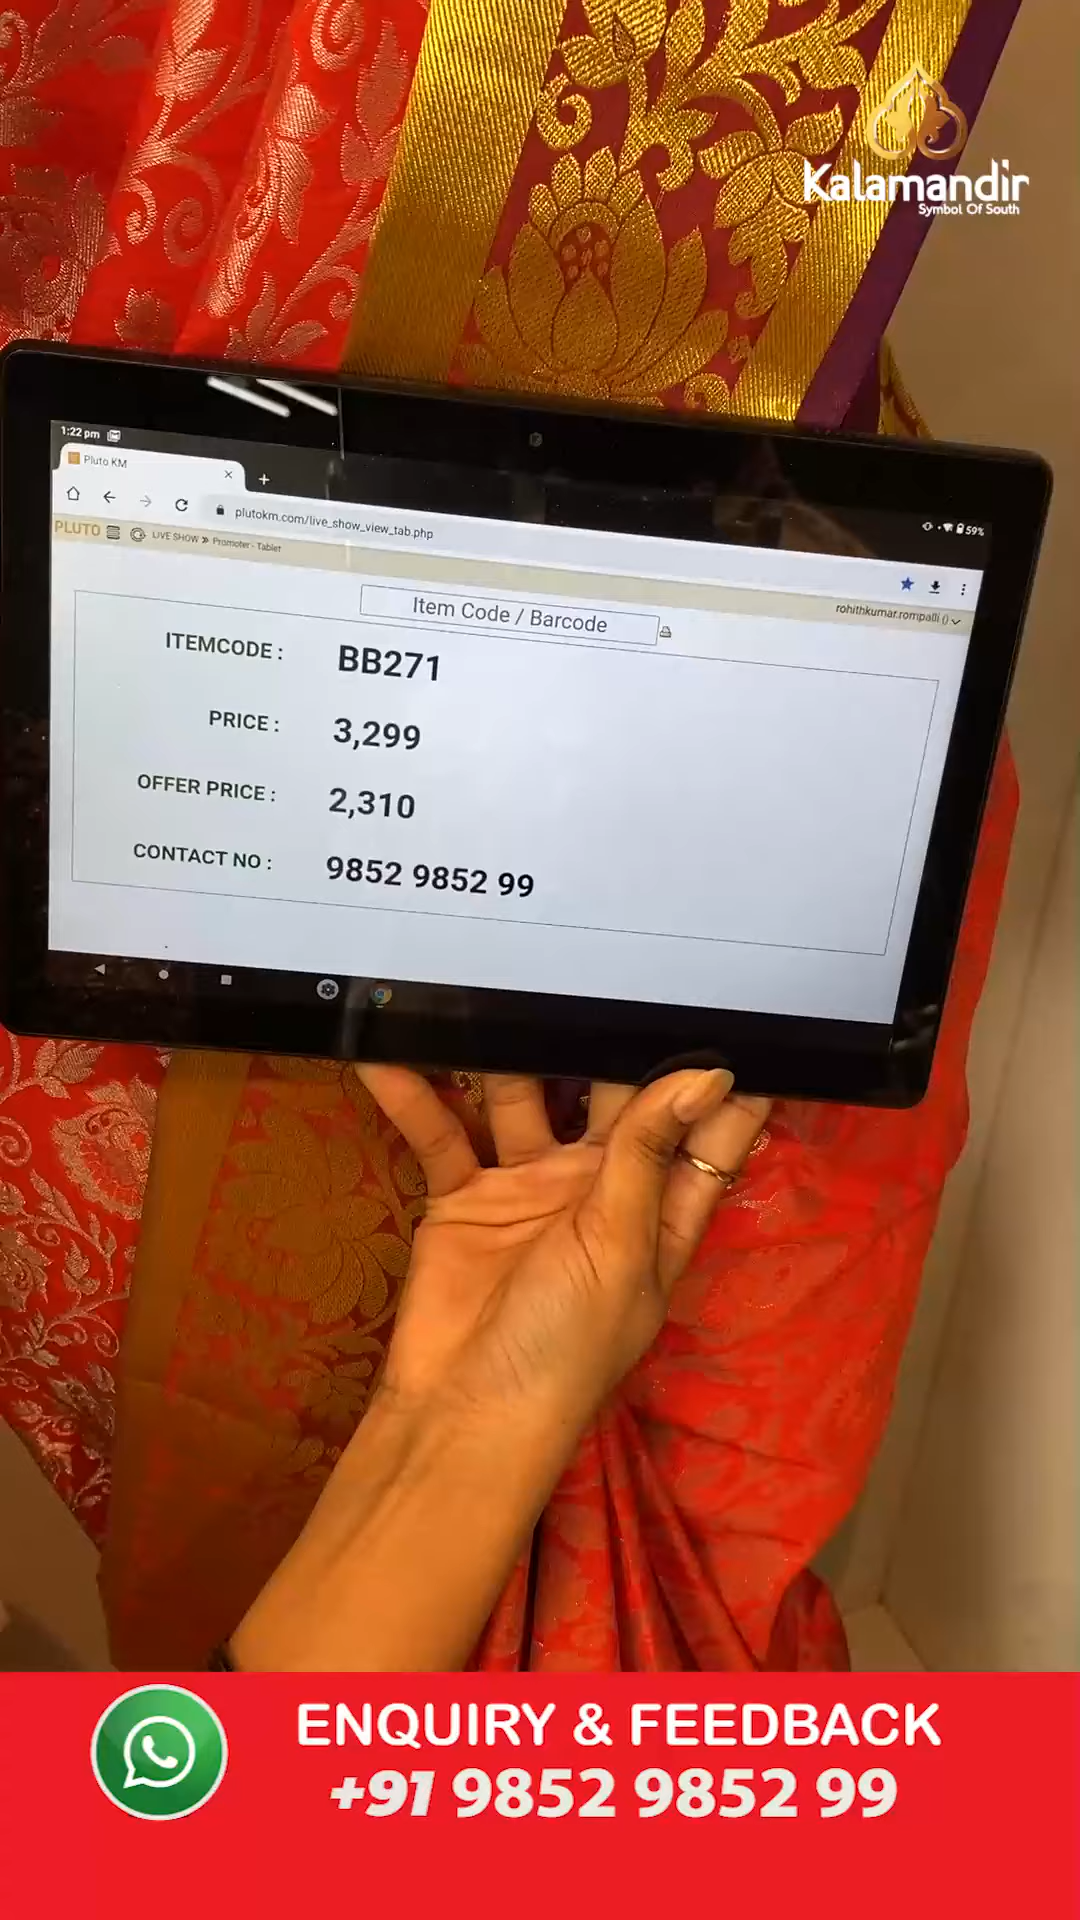 Kalamandir
Symbol Of South
1:22 pm
59%
Pluto KM
plutokm.com/live_show_view_tab.php
PLUTO
LIVE SHOW » Promoter - Tablet
rohithkumar.rompalli ()
Item Code / Barcode
ITEMCODE : BB271
PRICE : 3,299
OFFER PRICE : 2,310
CONTACT NO : 9852 9852 99
ENQUIRY & FEEDBACK
+91 9852 9852 99